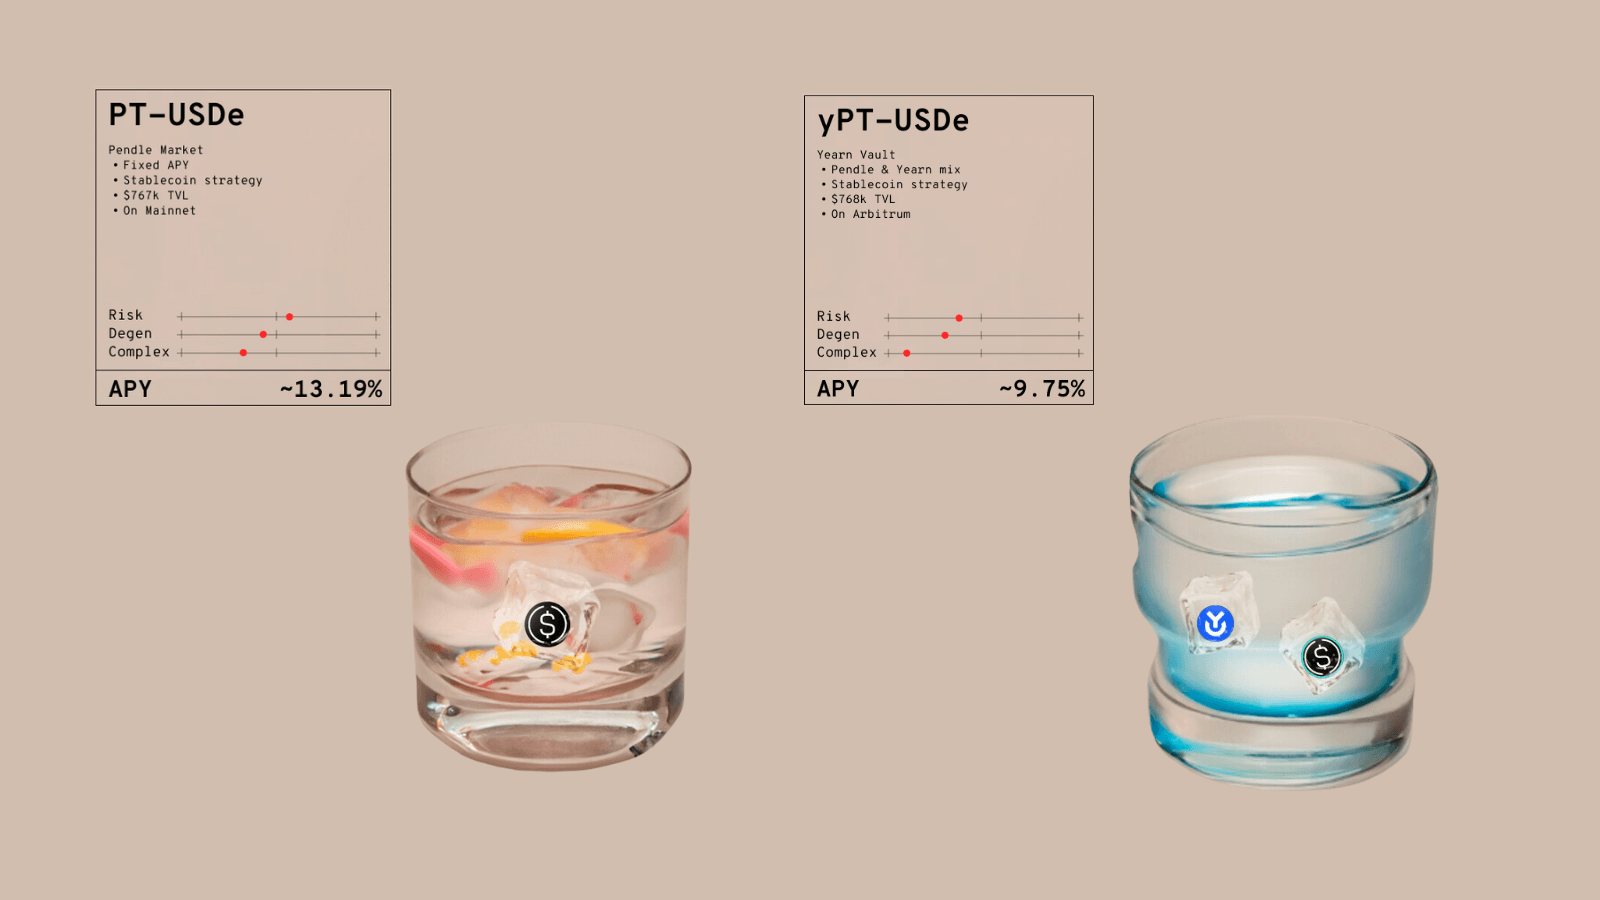 PT-USDe
Pendle Market
• Fixed APY
• Stablecoin strategy
• $767k TVL
• On Mainnet
Risk
Degen
Complex
APY ~13.19%
yPT-USDe
Yearn Vault
• Pendle & Yearn mix
• Stablecoin strategy
• $768k TVL
• On Arbitrum
Risk
Degen
Complex
APY ~9.75%
$
$